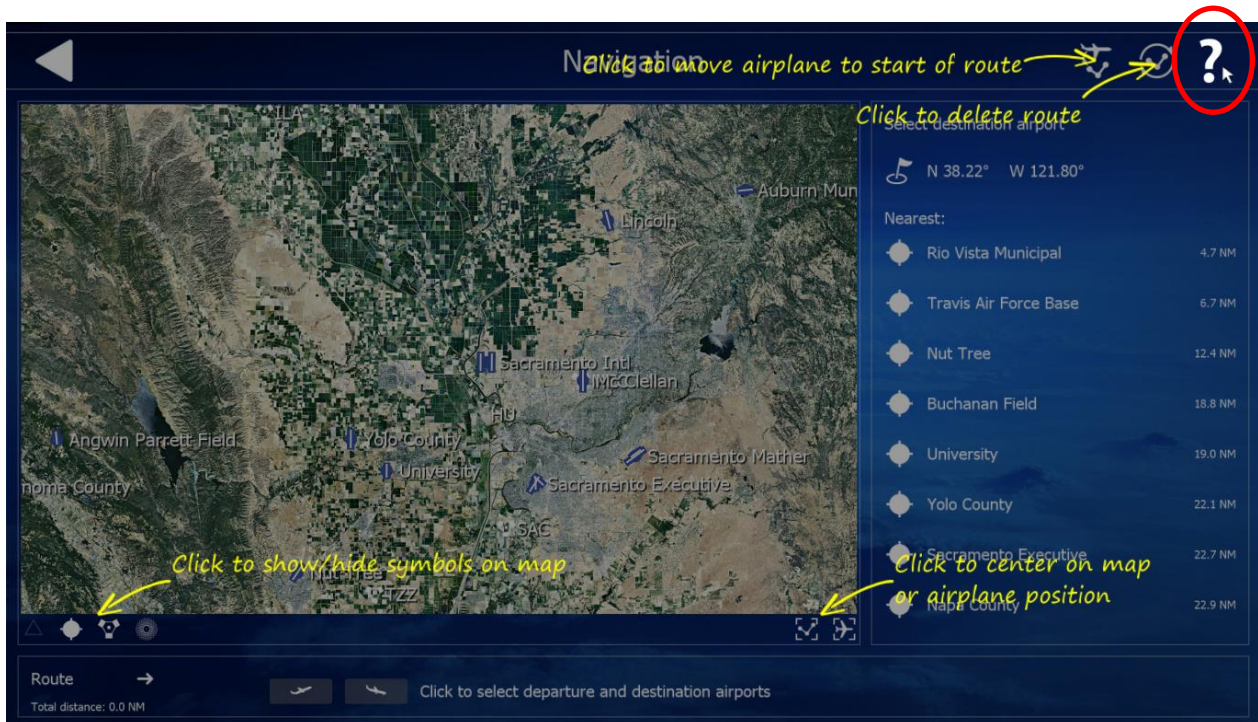 Navigation
Click to move airplane to start of route
?
Click to delete route
Select destination airport
N 38.22° W 121.80°
Nearest:
Rio Vista Municipal 4.7 NM
Travis Air Force Base 6.7 NM
Nut Tree 12.4 NM
Buchanan Field 18.8 NM
University 19.0 NM
Yolo County 22.1 NM
Sacramento Executive 22.7 NM
Napa County 22.9 NM
ILA
Auburn Mun
Lincoln
Sacramento Intl
McClellan
HU
Angwin Parrett Field
Yolo County
University
Sacramento Mather
noma County
Sacramento Executive
SAC
Nut Tree
TZZ
Click to show/hide symbols on map
Click to center on map
or airplane position
Route
Total distance: 0.0 NM
Click to select departure and destination airports